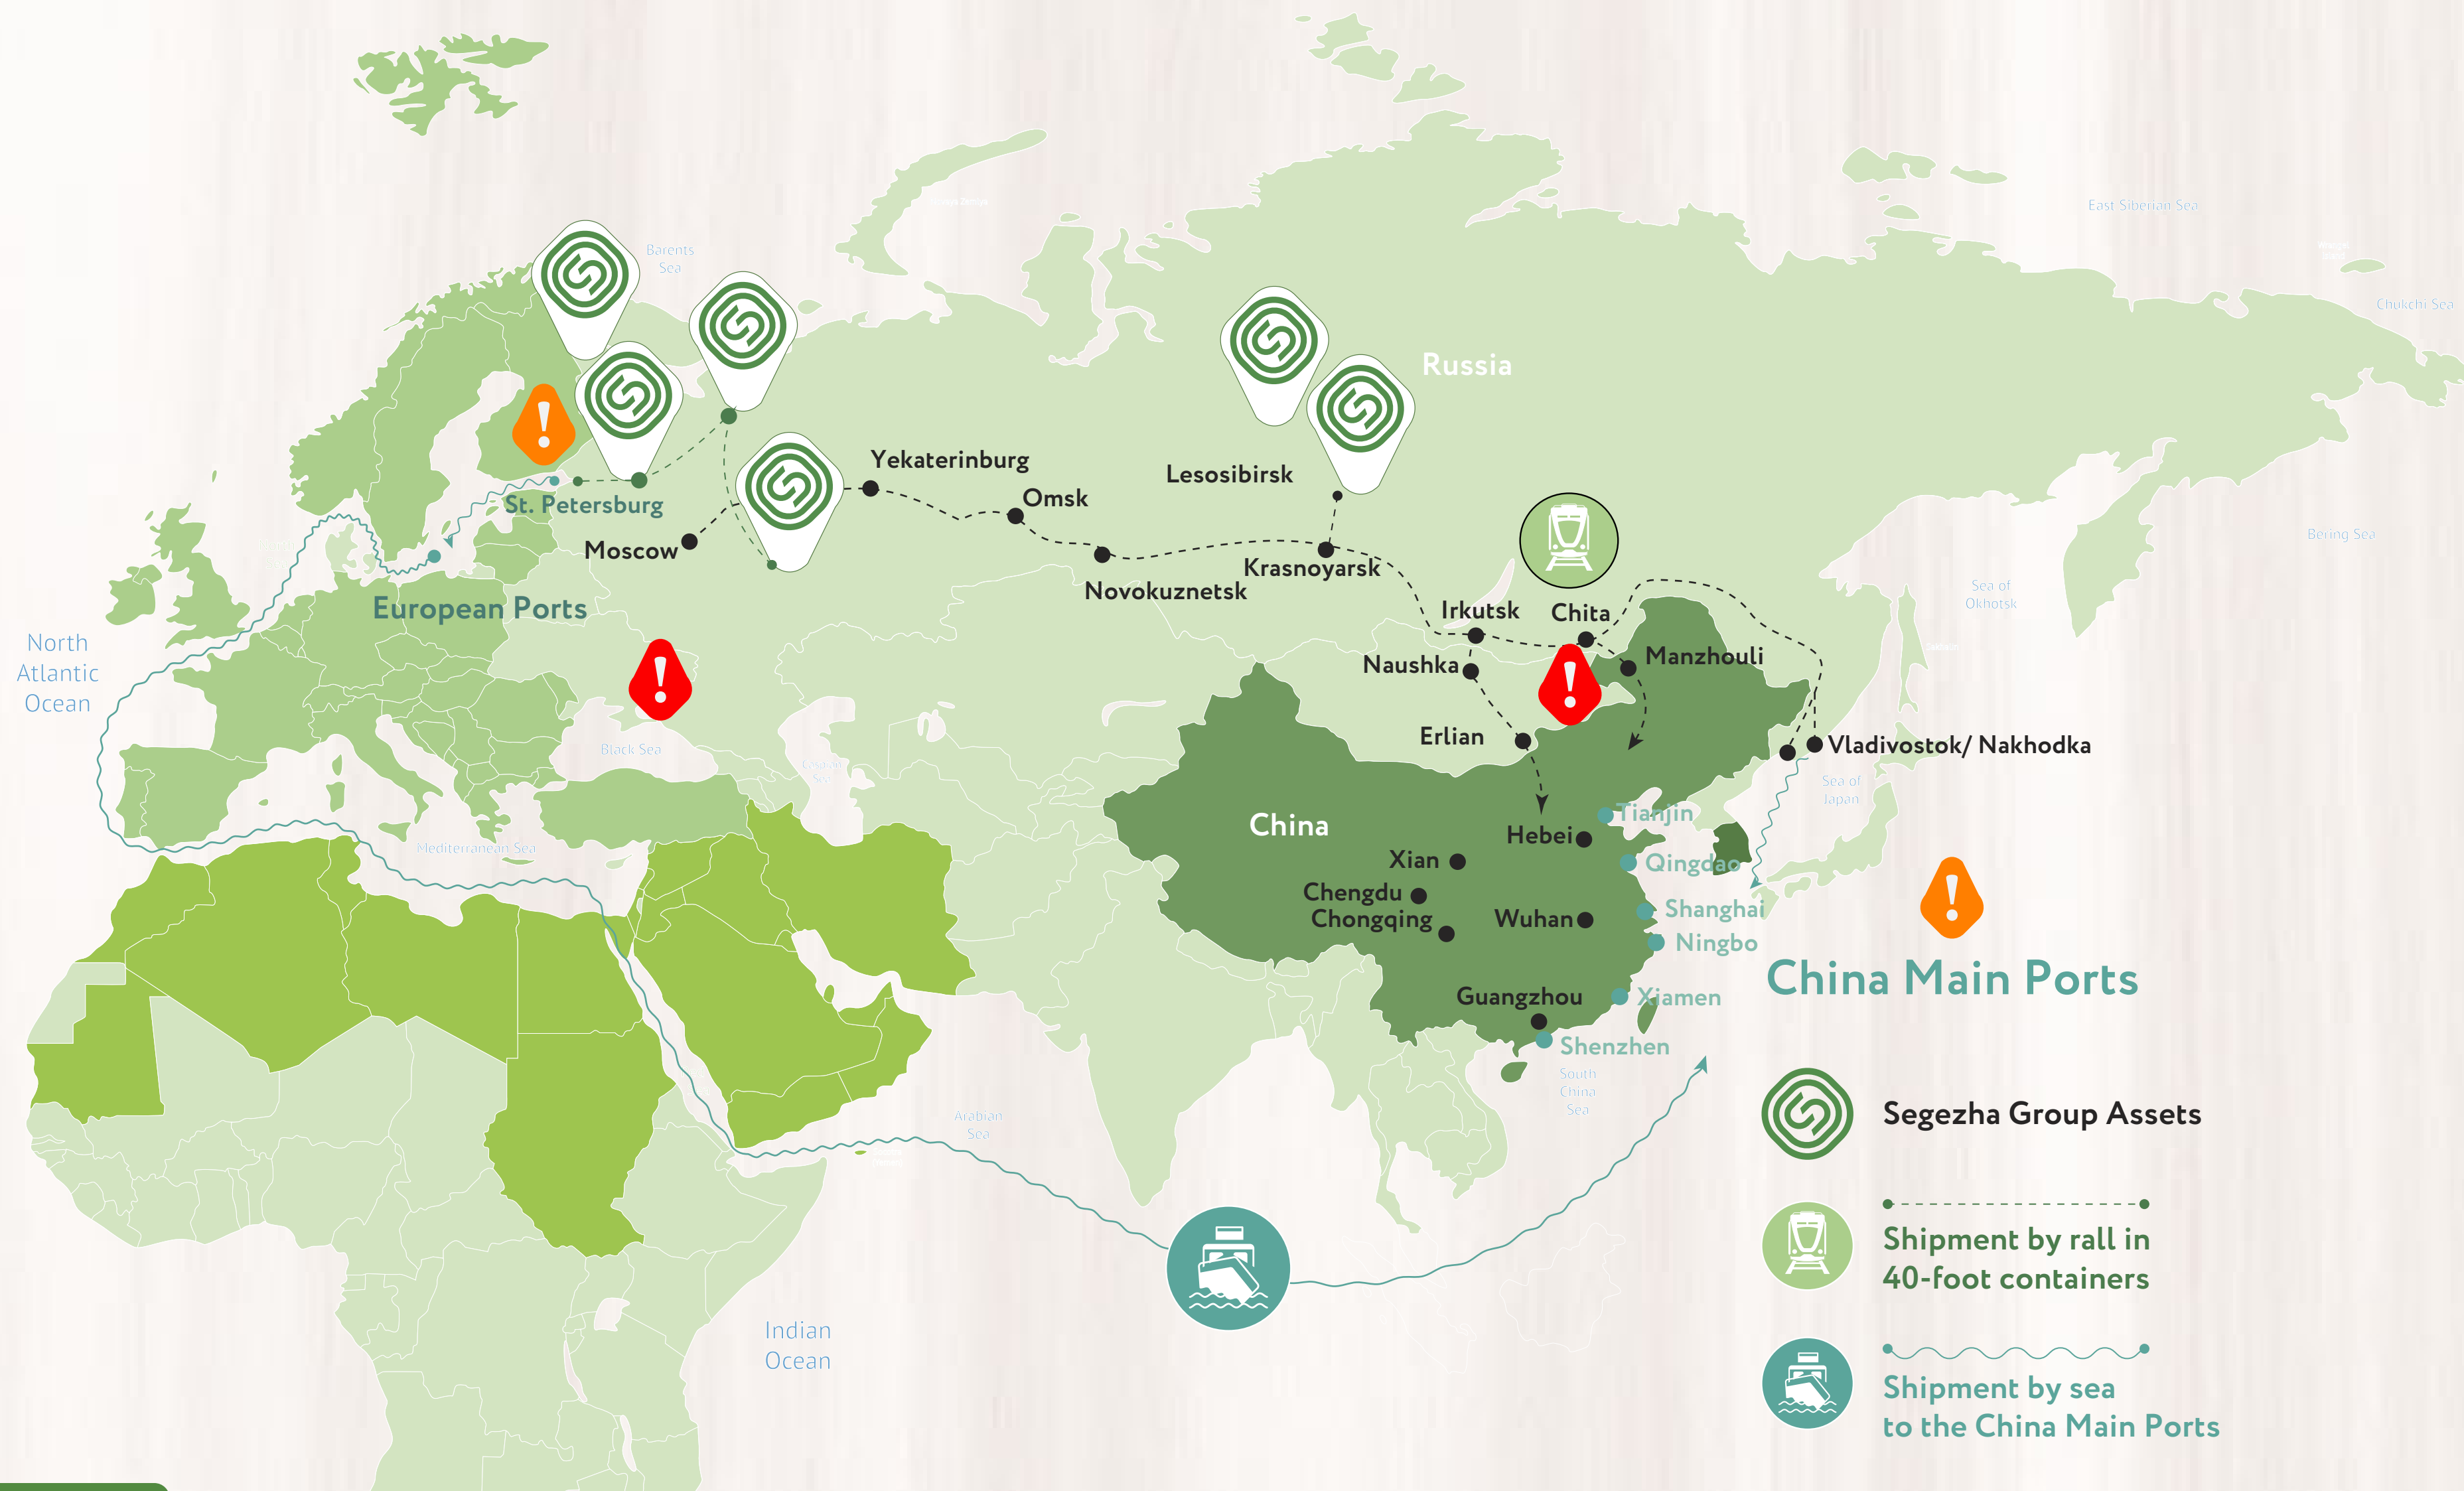 East Siberian Sea
Barents
Sea
Chukchi Sea
Russia
Yekaterinburg
Lesosibirsk
Omsk
St. Petersburg
Moscow
Bering Sea
Krasnoyarsk
Novokuznetsk
Sea of
Okhotsk
European Ports
Irkutsk
Chita
North
Atlantic
Ocean
Naushka
Manzhouli
Erlian
Black Sea
Vladivostok/ Nakhodka
Caspian
Sea
Sea of
Japan
China
Tianjin
Hebei
Mediterranean Sea
Xian
Qingdao
Chengdu
Chongqing
Wuhan
Shanghai
Ningbo
China Main Ports
Guangzhou
Xiamen
Shenzhen
South
China
Sea
Arabian
Sea
Segezha Group Assets
Shipment by rall in
40-foot containers
Indian
Ocean
Shipment by sea
to the China Main Ports